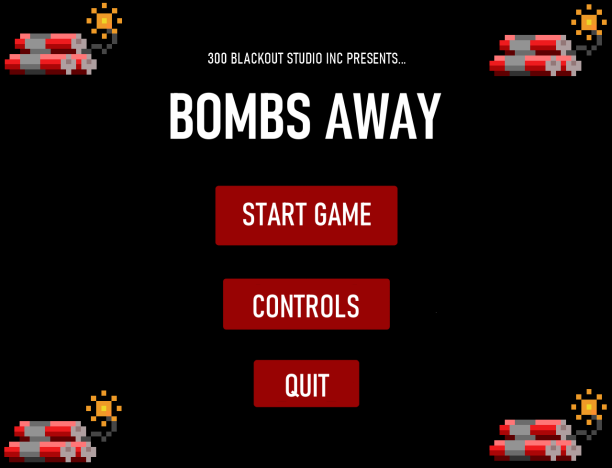 300 BLACKOUT STUDIO INC PRESENTS...
BOMBS AWAY
START GAME
CONTROLS
QUIT